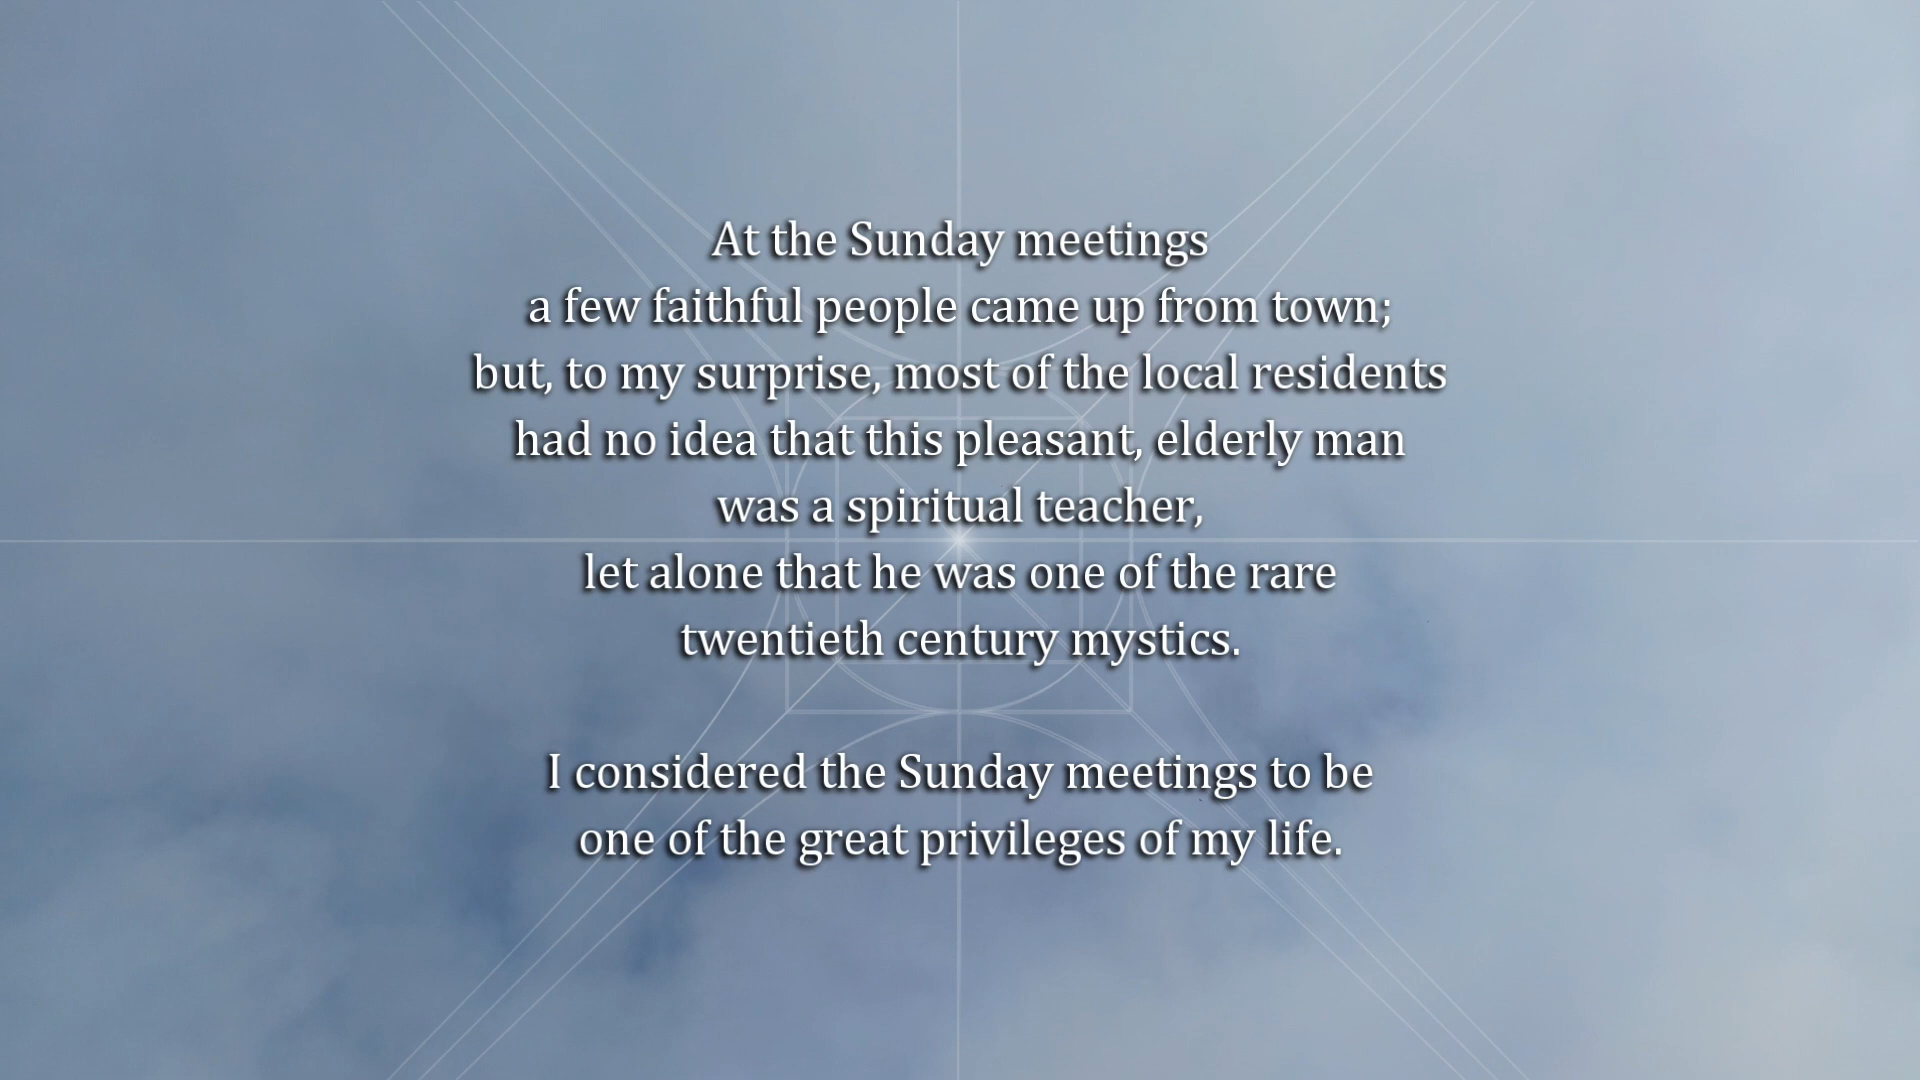 At the Sunday meetings
a few faithful people came up from town;
but, to my surprise, most of the local residents
had no idea that this pleasant, elderly man
was a spiritual teacher,
let alone that he was one of the rare
twentieth century mystics.
I considered the Sunday meetings to be
one of the great privileges of my life.